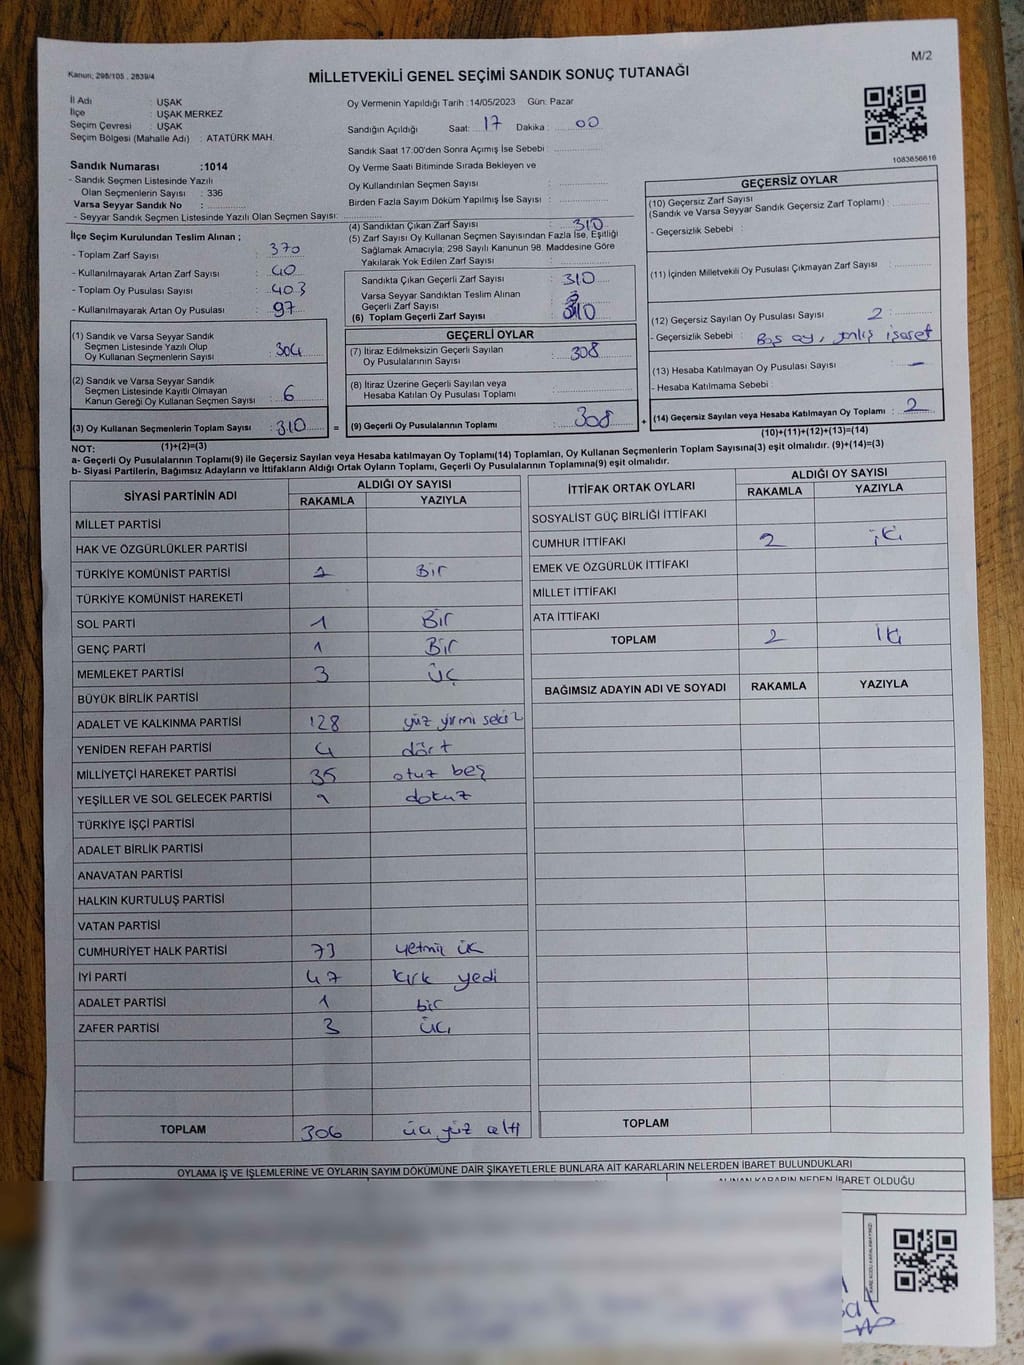 M/2
Kanun; 298/105 , 2839/4
MİLLETVEKİLİ GENEL SEÇİMİ SANDIK SONUÇ TUTANAĞI
İl Adı : UŞAK
İlçe : UŞAK MERKEZ
Seçim Çevresi : UŞAK
Seçim Bölgesi (Mahalle Adı) : ATATÜRK MAH.
Sandık Numarası :1014
- Sandık Seçmen Listesinde Yazılı
Olan Seçmenlerin Sayısı : 336
Varsa Seyyar Sandık No :
- Seyyar Sandık Seçmen Listesinde Yazılı Olan Seçmen Sayısı:
Oy Vermenin Yapıldığı Tarih :14/05/2023 Gün: Pazar
Sandığın Açıldığı Saat: 17 Dakika : 00
Sandık Saat 17.00'den Sonra Açımış İse Sebebi :
Oy Verme Saati Bitiminde Sırada Bekleyen ve
Oy Kullandırılan Seçmen Sayısı :
Birden Fazla Sayım Döküm Yapılmış İse Sayısı :
1083656616
İlçe Seçim Kurulundan Teslim Alınan ;
- Toplam Zarf Sayısı : 370
- Kullanılmayarak Artan Zarf Sayısı : 60
- Toplam Oy Pusulası Sayısı : 403
- Kullanılmayarak Artan Oy Pusulası : 97
(1) Sandık ve Varsa Seyyar Sandık
Seçmen Listesinde Yazılı Olup
Oy Kullanan Seçmenlerin Sayısı : 304
(2) Sandık ve Varsa Seyyar Sandık
Seçmen Listesinde Kayıtlı Olmayan
Kanun Gereği Oy Kullanan Seçmen Sayısı : 6
(3) Oy Kullanan Seçmenlerin Toplam Sayısı : 310
(1)+(2)=(3)
(4) Sandıktan Çıkan Zarf Sayısı : 310
(5) Zarf Sayısı Oy Kullanan Seçmen Sayısından Fazla İse, Eşitliği
Sağlamak Amacıyla; 298 Sayılı Kanunun 98. Maddesine Göre
Yakılarak Yok Edilen Zarf Sayısı :
Sandıkta Çıkan Geçerli Zarf Sayısı : 310
Varsa Seyyar Sandıktan Teslim Alınan
Geçerli Zarf Sayısı :
(6) Toplam Geçerli Zarf Sayısı : 310
=
GEÇERLİ OYLAR
(7) İtiraz Edilmeksizin Geçerli Sayılan
Oy Pusulalarının Sayısı : 308
(8) İtiraz Üzerine Geçerli Sayılan veya
Hesaba Katılan Oy Pusulası Toplamı :
(9) Geçerli Oy Pusulalarının Toplamı : 308
+
GEÇERSİZ OYLAR
(10) Geçersiz Zarf Sayısı
(Sandık ve Varsa Seyyar Sandık Geçersiz Zarf Toplamı) :
- Geçersizlik Sebebi :
(11) İçinden Milletvekili Oy Pusulası Çıkmayan Zarf Sayısı :
(12) Geçersiz Sayılan Oy Pusulası Sayısı : 2
- Geçersizlik Sebebi : Boş oy, yanlış işaret
(13) Hesaba Katılmayan Oy Pusulası Sayısı : —
- Hesaba Katılmama Sebebi :
(14) Geçersiz Sayılan veya Hesaba Katılmayan Oy Toplamı : 2
(10)+(11)+(12)+(13)=(14)
NOT:
a- Geçerli Oy Pusulalarının Toplamı(9) ile Geçersiz Sayılan veya Hesaba katılmayan Oy Toplamı(14) Toplamları, Oy Kullanan Seçmenlerin Toplam Sayısına(3) eşit olmalıdır. (9)+(14)=(3)
b- Siyasi Partilerin, Bağımsız Adayların ve İttifakların Aldığı Ortak Oyların Toplamı, Geçerli Oy Pusulalarının Toplamına(9) eşit olmalıdır.
SİYASİ PARTİNİN ADI ALDIĞI OY SAYISI
RAKAMLA YAZIYLA
MİLLET PARTİSİ
HAK VE ÖZGÜRLÜKLER PARTİSİ
TÜRKİYE KOMÜNİST PARTİSİ 1 Bir
TÜRKİYE KOMÜNİST HAREKETİ
SOL PARTİ 1 Bir
GENÇ PARTİ 1 Bir
MEMLEKET PARTİSİ 3 üç
BÜYÜK BİRLİK PARTİSİ
ADALET VE KALKINMA PARTİSİ 128 yüz yirmi sekiz
YENİDEN REFAH PARTİSİ 4 dört
MİLLİYETÇİ HAREKET PARTİSİ 35 otuz beş
YEŞİLLER VE SOL GELECEK PARTİSİ 9 dokuz
TÜRKİYE İŞÇİ PARTİSİ
ADALET BİRLİK PARTİSİ
ANAVATAN PARTİSİ
HALKIN KURTULUŞ PARTİSİ
VATAN PARTİSİ
CUMHURİYET HALK PARTİSİ 73 yetmiş üç
İYİ PARTİ 47 kırk yedi
ADALET PARTİSİ 1 bir
ZAFER PARTİSİ 3 üç
TOPLAM 306 üç yüz altı
İTTİFAK ORTAK OYLARI ALDIĞI OY SAYISI
RAKAMLA YAZIYLA
SOSYALİST GÜÇ BİRLİĞİ İTTİFAKI
CUMHUR İTTİFAKI 2 iki
EMEK VE ÖZGÜRLÜK İTTİFAKI
MİLLET İTTİFAKI
ATA İTTİFAKI
TOPLAM 2 iki
BAĞIMSIZ ADAYIN ADI VE SOYADI RAKAMLA YAZIYLA
TOPLAM
OYLAMA İŞ VE İŞLEMLERİNE VE OYLARIN SAYIM DÖKÜMÜNE DAİR ŞİKAYETLERLE BUNLARA AİT KARARLARIN NELERDEN İBARET BULUNDUKLARI
ALINAN KARARIN NEDEN İBARET OLDUĞU